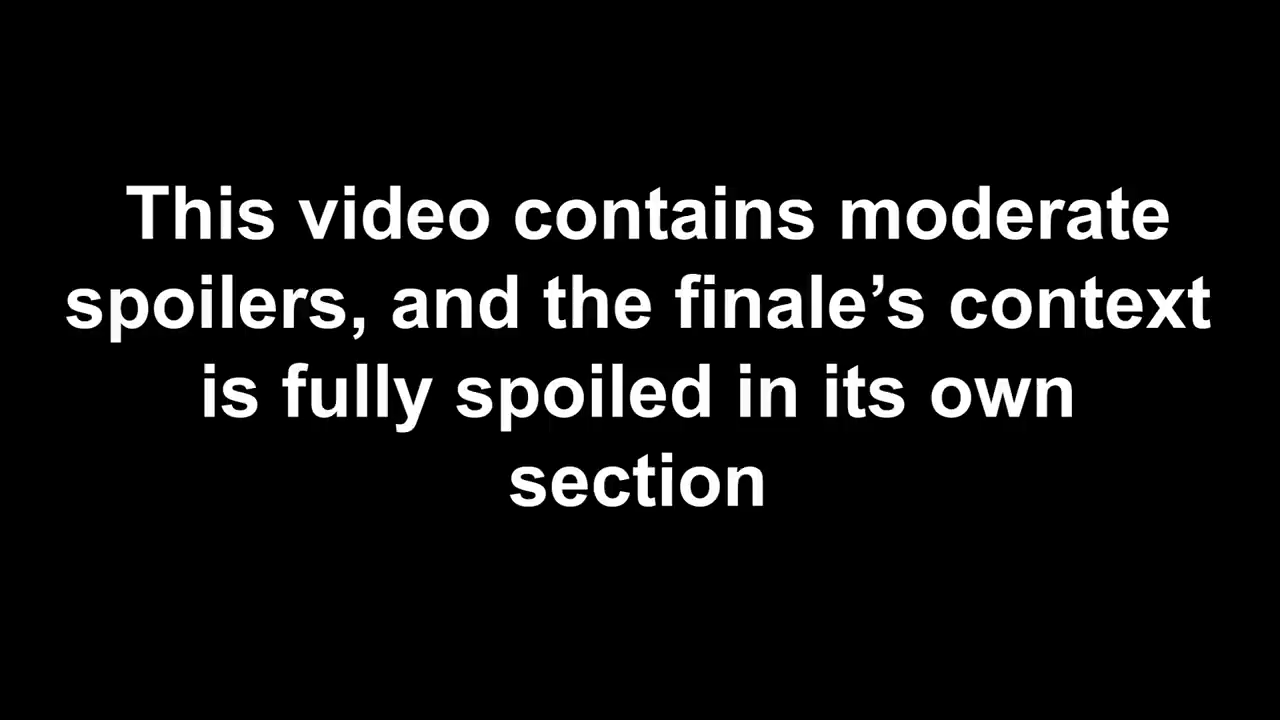 This video contains moderate
spoilers, and the finale’s context
is fully spoiled in its own
section